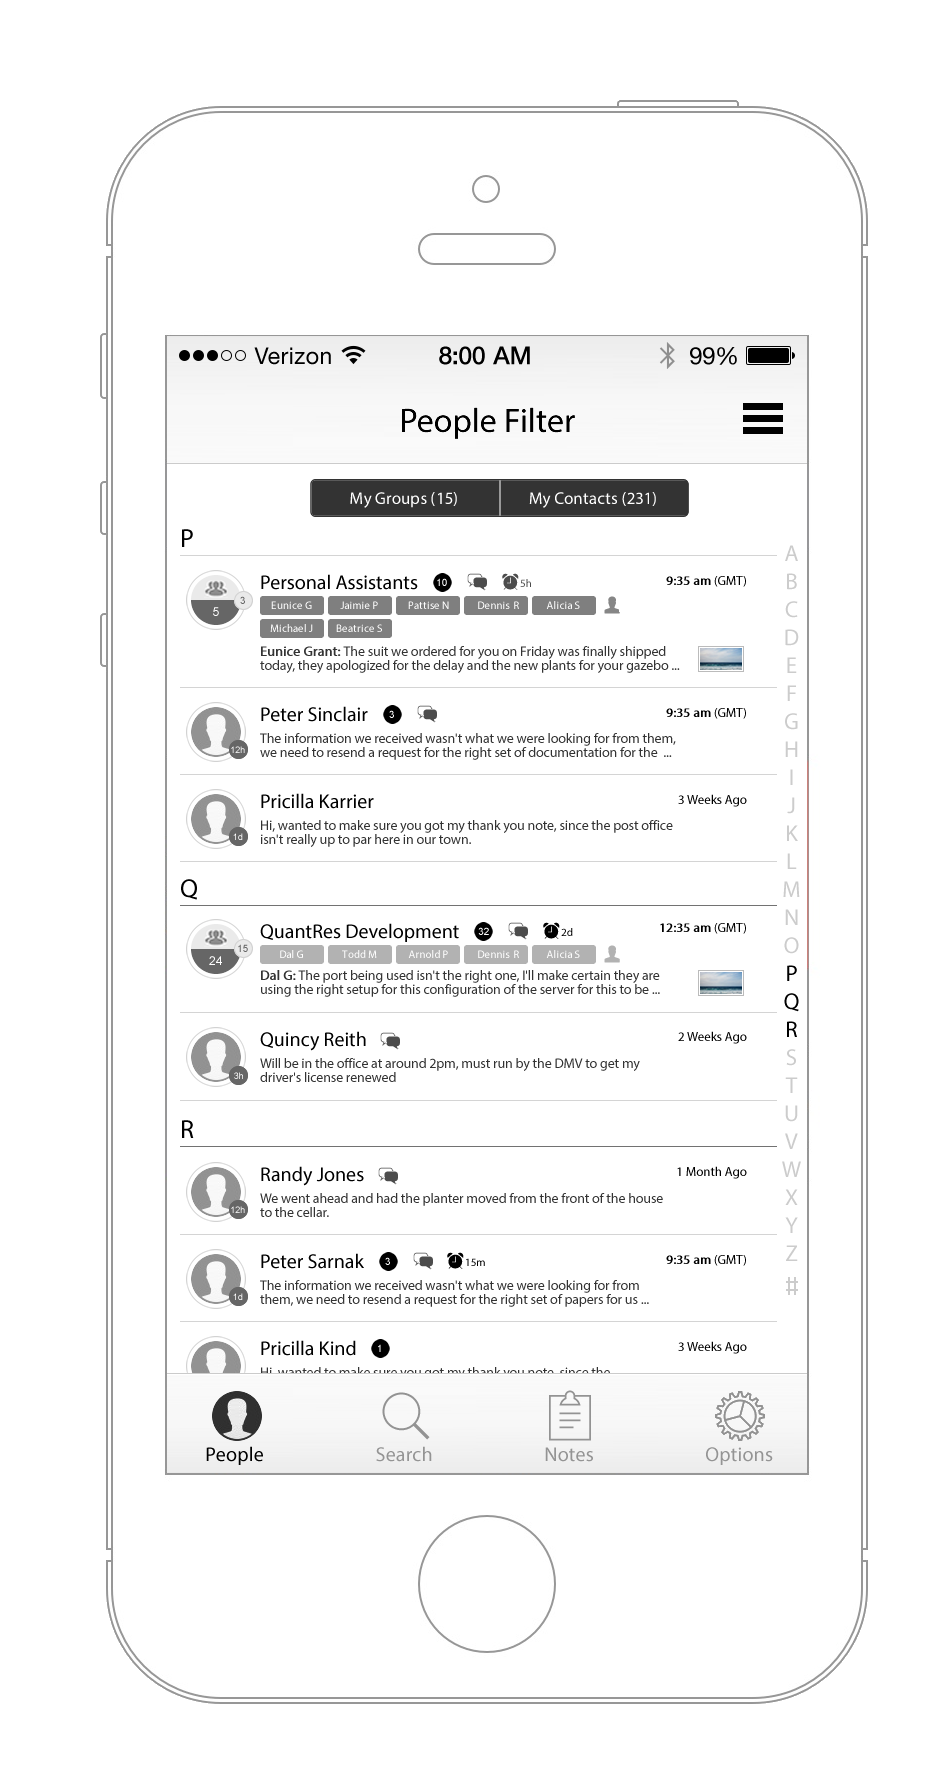 Verizon 8:00 AM 99%
People Filter
My Groups (15) My Contacts (231)
P
Personal Assistants 10 5h 9:35 am (GMT)
3
5
Eunice G Jaimie P Pattise N Dennis R Alicia S
Michael J Beatrice S
Eunice Grant: The suit we ordered for you on Friday was finally shipped
today, they apologized for the delay and the new plants for your gazebo ...
Peter Sinclair 3 9:35 am (GMT)
12h
The information we received wasn't what we were looking for from them,
we need to resend a request for the right set of documentation for the ...
Pricilla Karrier 3 Weeks Ago
1d
Hi, wanted to make sure you got my thank you note, since the post office
isn't really up to par here in our town.
Q
QuantRes Development 32 2d 12:35 am (GMT)
15
24
Dal G Todd M Arnold P Dennis R Alicia S
Dal G: The port being used isn't the right one, I'll make certain they are
using the right setup for this configuration of the server for this to be ...
Quincy Reith 2 Weeks Ago
3h
Will be in the office at around 2pm, must run by the DMV to get my
driver's license renewed
R
Randy Jones 1 Month Ago
12h
We went ahead and had the planter moved from the front of the house
to the cellar.
Peter Sarnak 3 15m 9:35 am (GMT)
1d
The information we received wasn't what we were looking for from
them, we need to resend a request for the right set of papers for us ...
Pricilla Kind 1 3 Weeks Ago
Hi, wanted to make sure you got my thank you note, since the
A
B
C
D
E
F
G
H
I
J
K
L
M
N
O
P
Q
R
S
T
U
V
W
X
Y
Z
#
People Search Notes Options